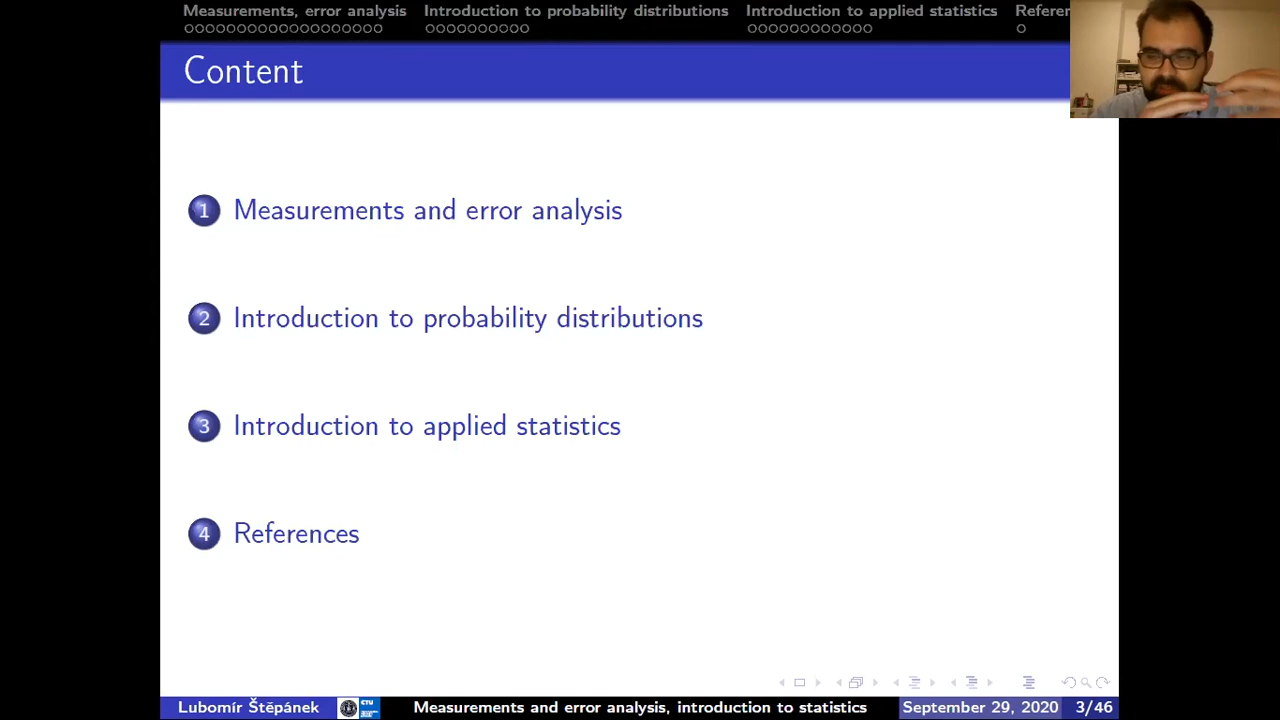 Measurements, error analysis Introduction to probability distributions Introduction to applied statistics Refer
Content
1 Measurements and error analysis
2 Introduction to probability distributions
3 Introduction to applied statistics
4 References
Lubomír Štěpánek CTU Measurements and error analysis, introduction to statistics September 29, 2020 3/46